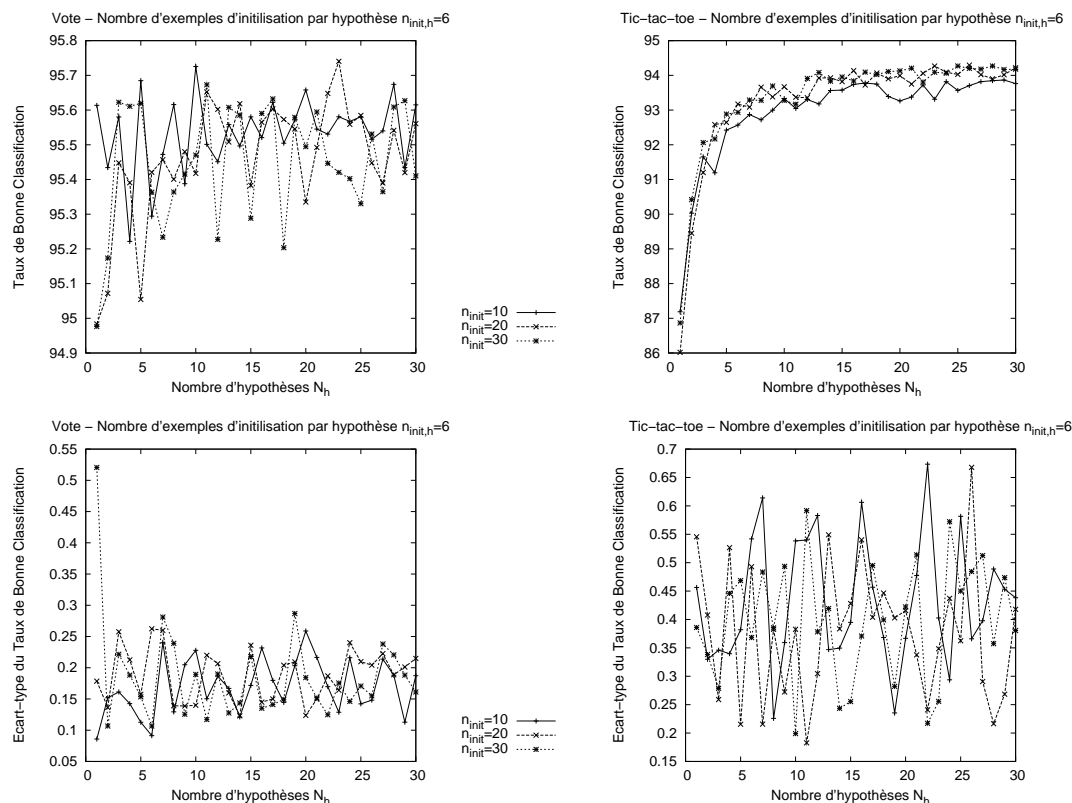 Vote − Nombre d'exemples d'initilisation par hypothèse n_init,h=6
95.8
95.7
95.6
95.5
95.4
95.3
95.2
95.1
95
94.9
Taux de Bonne Classification
0 5 10 15 20 25 30
Nombre d'hypothèses N_h
n_init=10
n_init=20
n_init=30
Tic−tac−toe − Nombre d'exemples d'initilisation par hypothèse n_init,h=6
95
94
93
92
91
90
89
88
87
86
Taux de Bonne Classification
0 5 10 15 20 25 30
Nombre d'hypothèses N_h
Vote − Nombre d'exemples d'initilisation par hypothèse n_init,h=6
0.55
0.5
0.45
0.4
0.35
0.3
0.25
0.2
0.15
0.1
0.05
Ecart−type du Taux de Bonne Classification
0 5 10 15 20 25 30
Nombre d'hypothèses N_h
n_init=10
n_init=20
n_init=30
Tic−tac−toe − Nombre d'exemples d'initilisation par hypothèse n_init,h=6
0.7
0.65
0.6
0.55
0.5
0.45
0.4
0.35
0.3
0.25
0.2
0.15
Ecart−type du Taux de Bonne Classification
0 5 10 15 20 25 30
Nombre d'hypothèses N_h